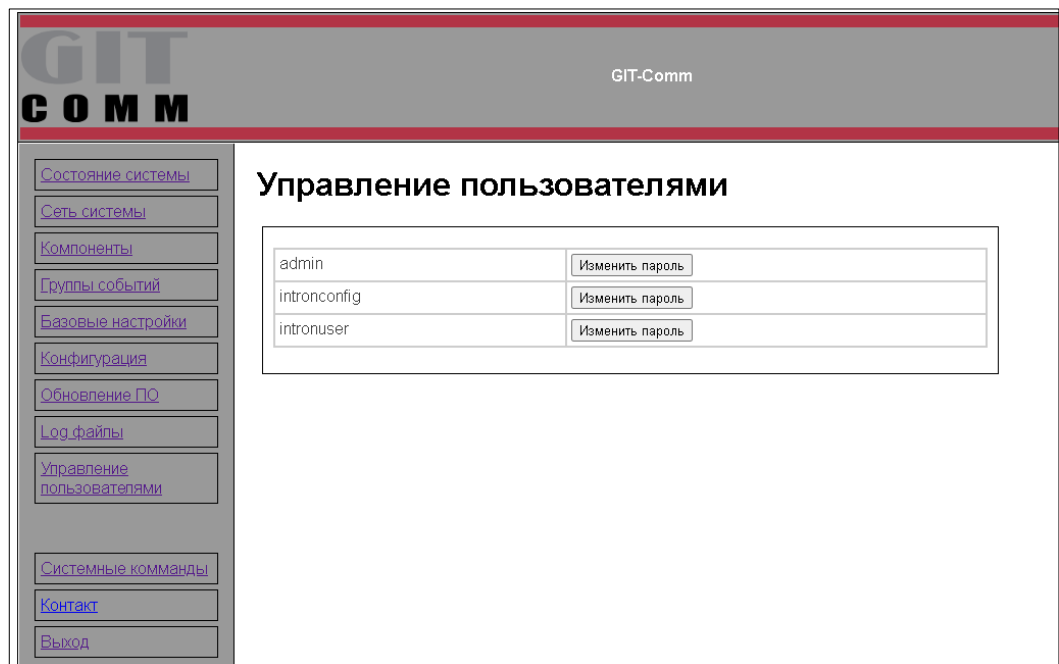 GIT
COMM
GIT-Comm
Состояние системы
Сеть системы
Компоненты
Группы событий
Базовые настройки
Конфигурация
Обновление ПО
Log файлы
Управление
пользователями
Системные комманды
Контакт
Выход
Управление пользователями
admin Изменить пароль
intronconfig Изменить пароль
intronuser Изменить пароль